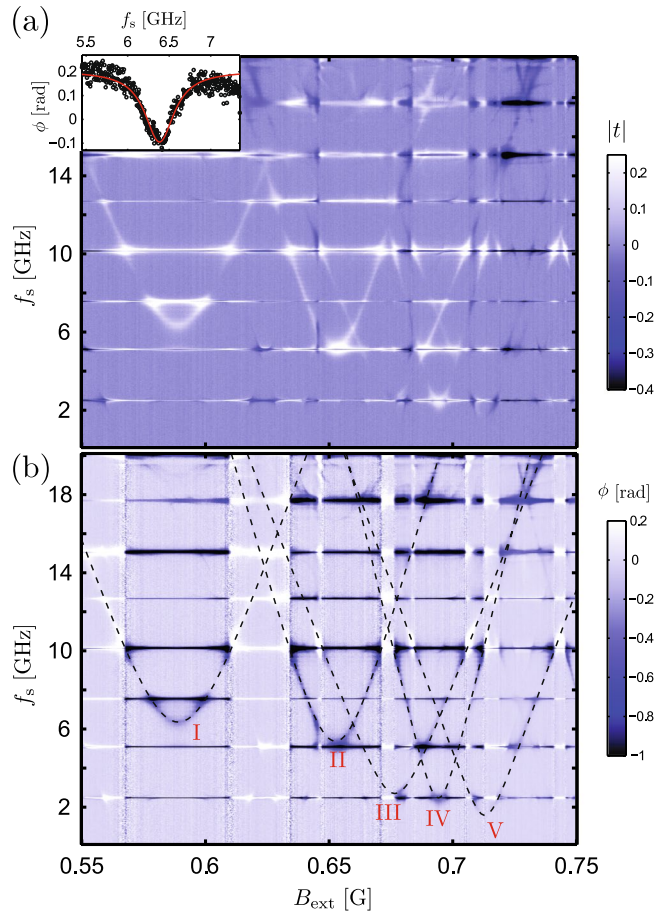 (a)
f_s [GHz]
5.5 6 6.5 7
0.2
0.1
0
-0.1
ϕ [rad]
14
10
6
2
f_s [GHz]
|t|
0.2
0.1
0
−0.1
−0.2
−0.3
−0.4
(b)
18
14
10
6
2
f_s [GHz]
I
II
III
IV
V
0.55 0.6 0.65 0.7 0.75
B_ext [G]
ϕ [rad]
0.2
0
−0.2
−0.4
−0.6
−0.8
−1